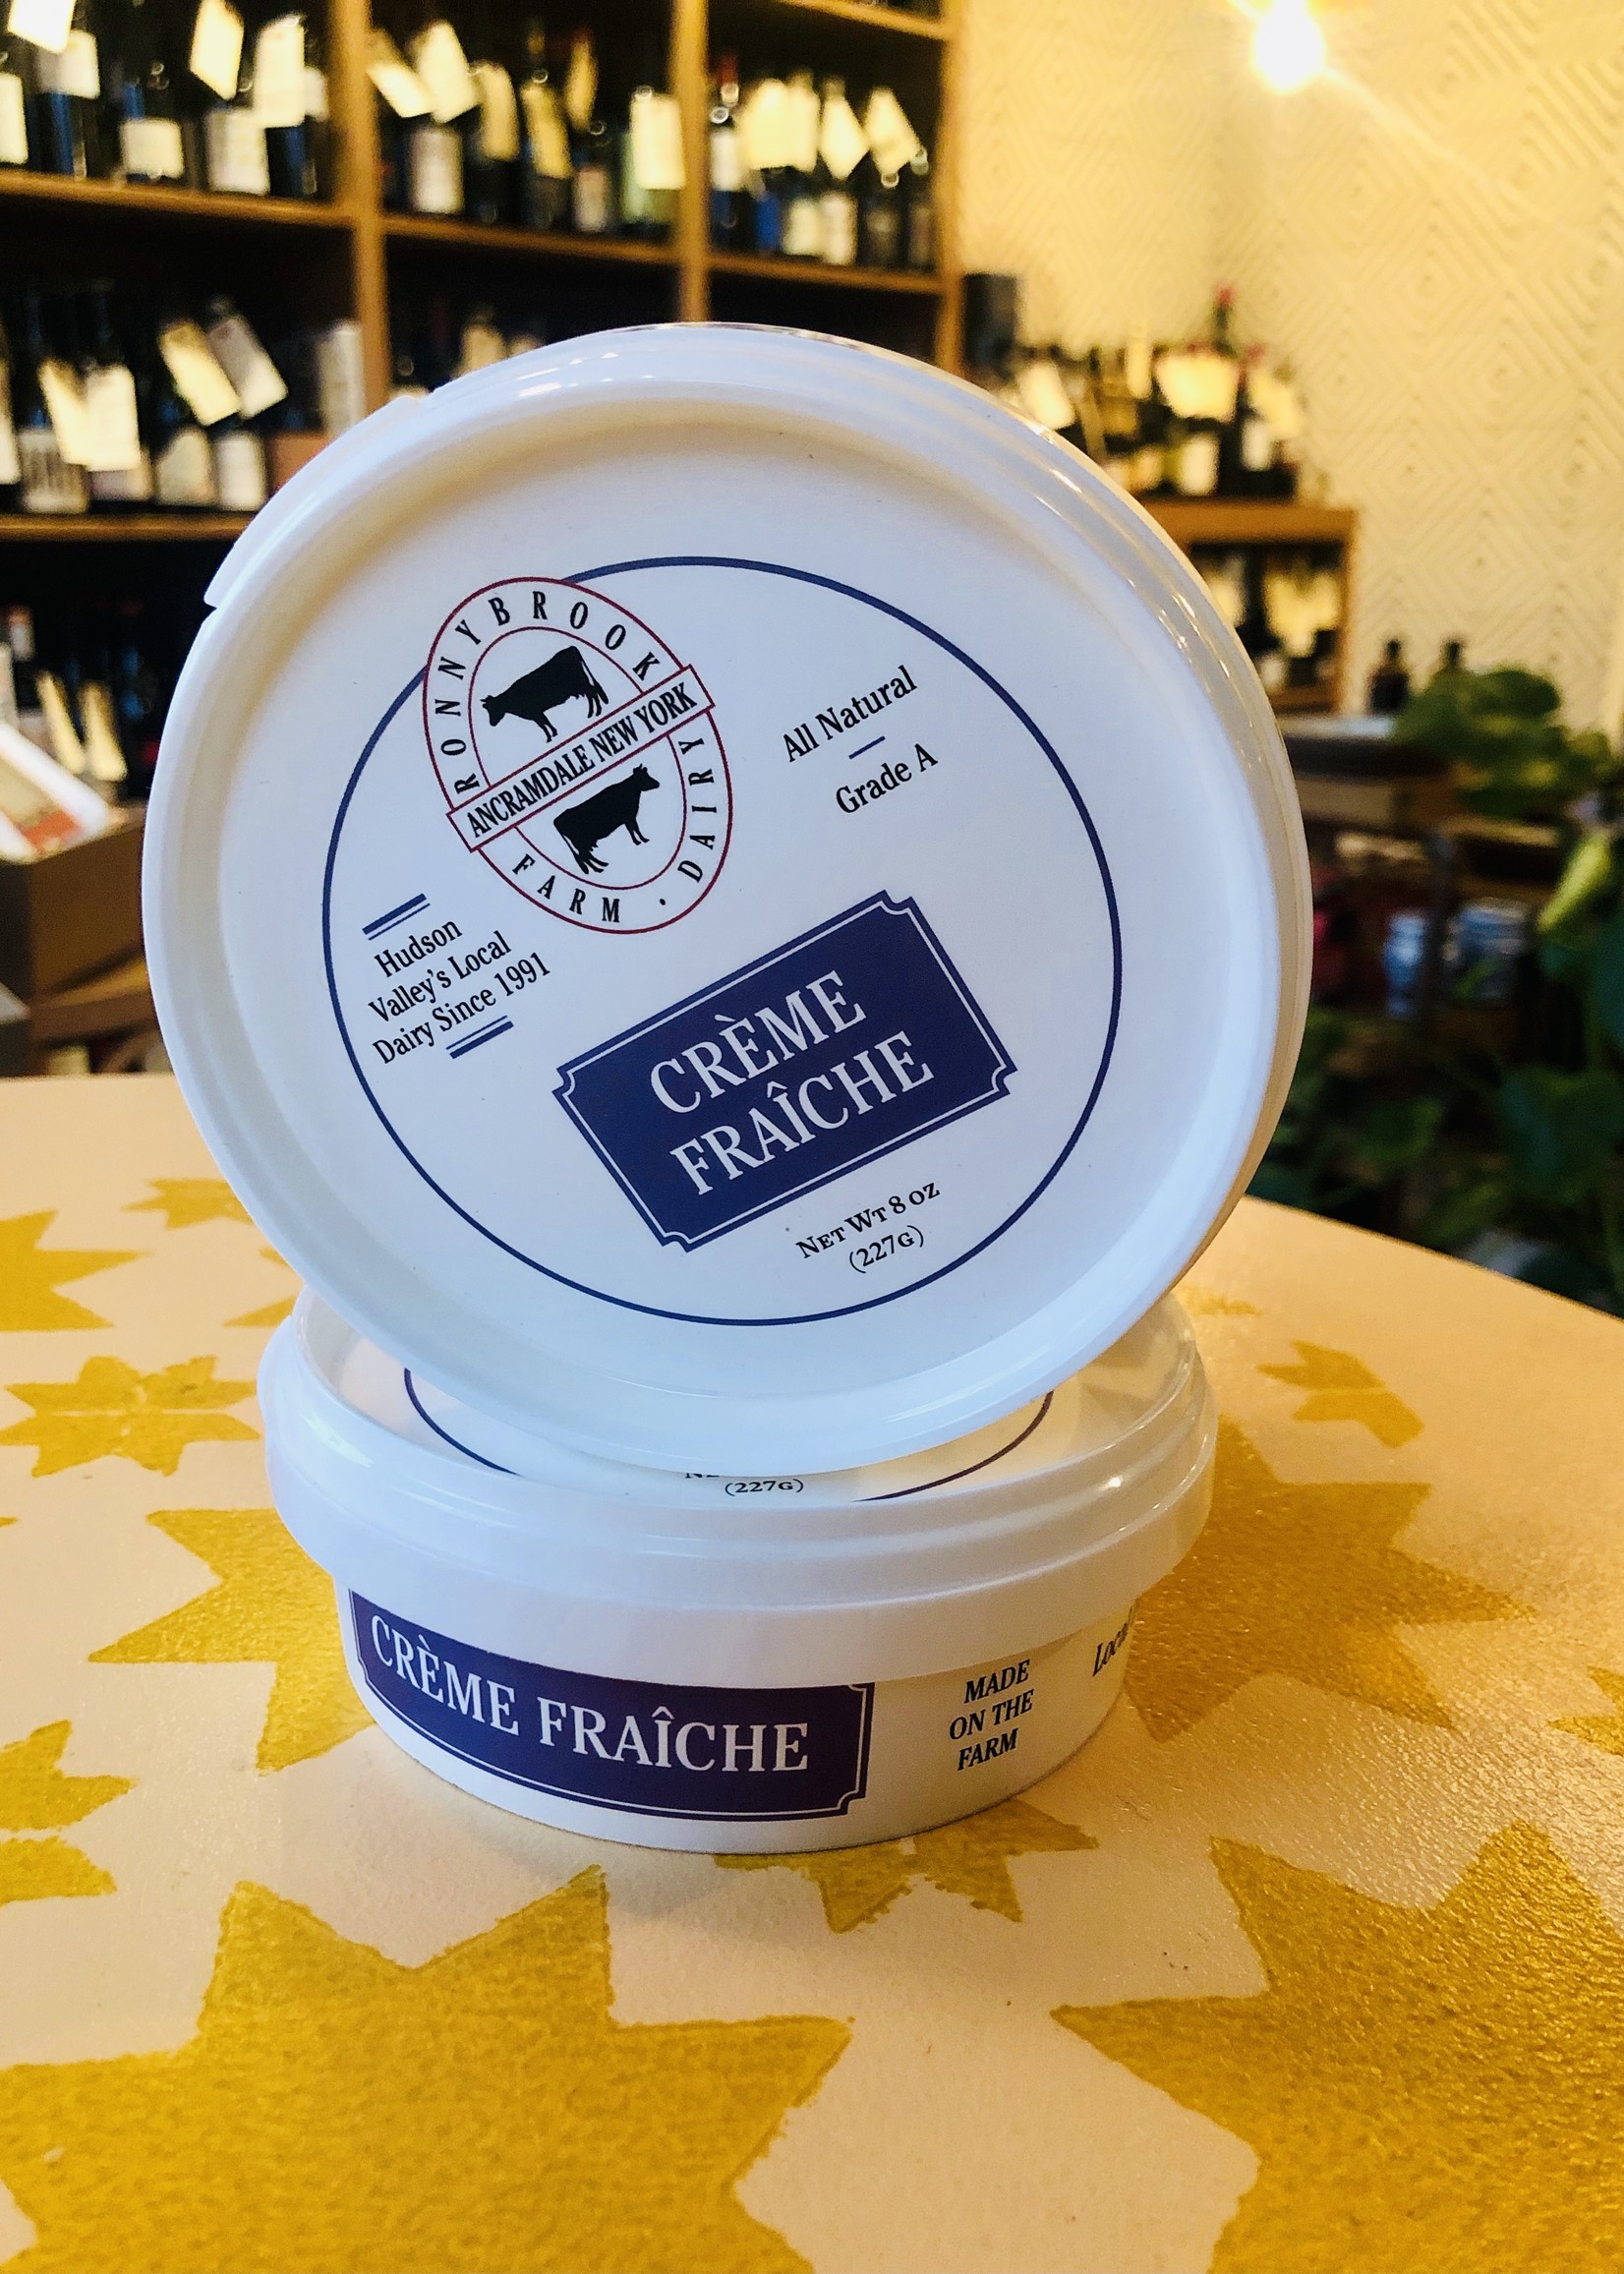 RONNYBROOK
ANCRAMDALE NEW YORK
FARM · DAIRY
All Natural
Grade A
Hudson
Valley's Local
Dairy Since 1991
CRÈME
FRAÎCHE
NET WT 8 OZ
(227G)
(227G)
CRÈME FRAÎCHE
MADE
ON THE
FARM